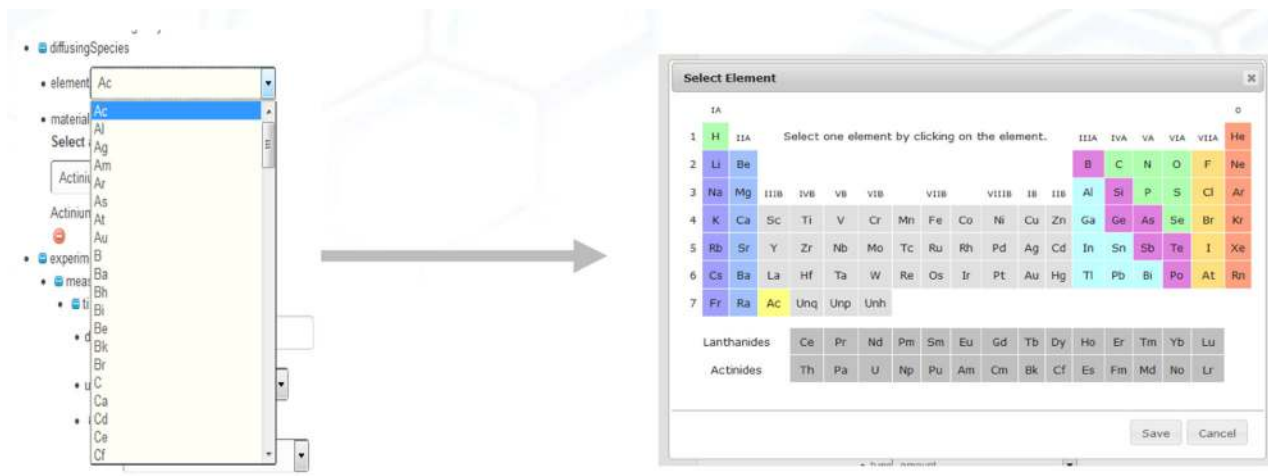 diffusingSpecies
element Ac
material
Select
Actiniu
Actiniun
experim
meas
ti
d
u
Ac
Al
Ag
Am
Ar
As
At
Au
B
Ba
Bh
Bi
Be
Bk
Br
C
Ca
Cd
Ce
Cf
Select Element
IA O
1 H IIA Select one element by clicking on the element. IIIA IVA VA VIA VIIA He
2 Li Be B C N O F Ne
3 Na Mg IIIB IVB VB VIB VIIB VIIIB IB IIB Al Si P S Cl Ar
4 K Ca Sc Ti V Cr Mn Fe Co Ni Cu Zn Ga Ge As Se Br Kr
5 Rb Sr Y Zr Nb Mo Tc Ru Rh Pd Ag Cd In Sn Sb Te I Xe
6 Cs Ba La Hf Ta W Re Os Ir Pt Au Hg Tl Pb Bi Po At Rn
7 Fr Ra Ac Unq Unp Unh
Lanthanides Ce Pr Nd Pm Sm Eu Gd Tb Dy Ho Er Tm Yb Lu
Actinides Th Pa U Np Pu Am Cm Bk Cf Es Fm Md No Lr
Save Cancel